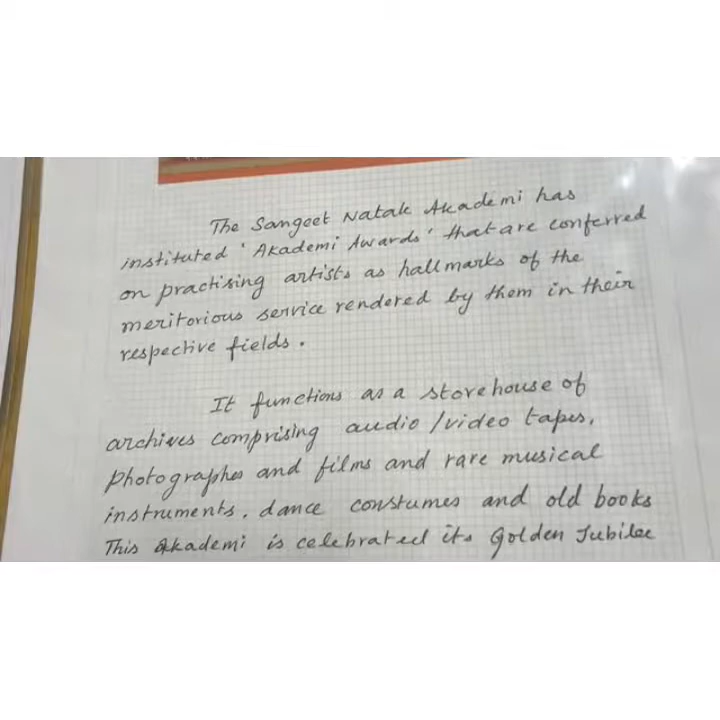 The Sangeet Natak Akademi has
instituted 'Akademi Awards' that are conferred
on practising artists as hallmarks of the
meritorious service rendered by them in their
respective fields.
It functions as a storehouse of
archives comprising audio/video tapes,
photographs and films and rare musical
instruments, dance constumes and old books
This Akademi is celebrated its Golden Jubilee